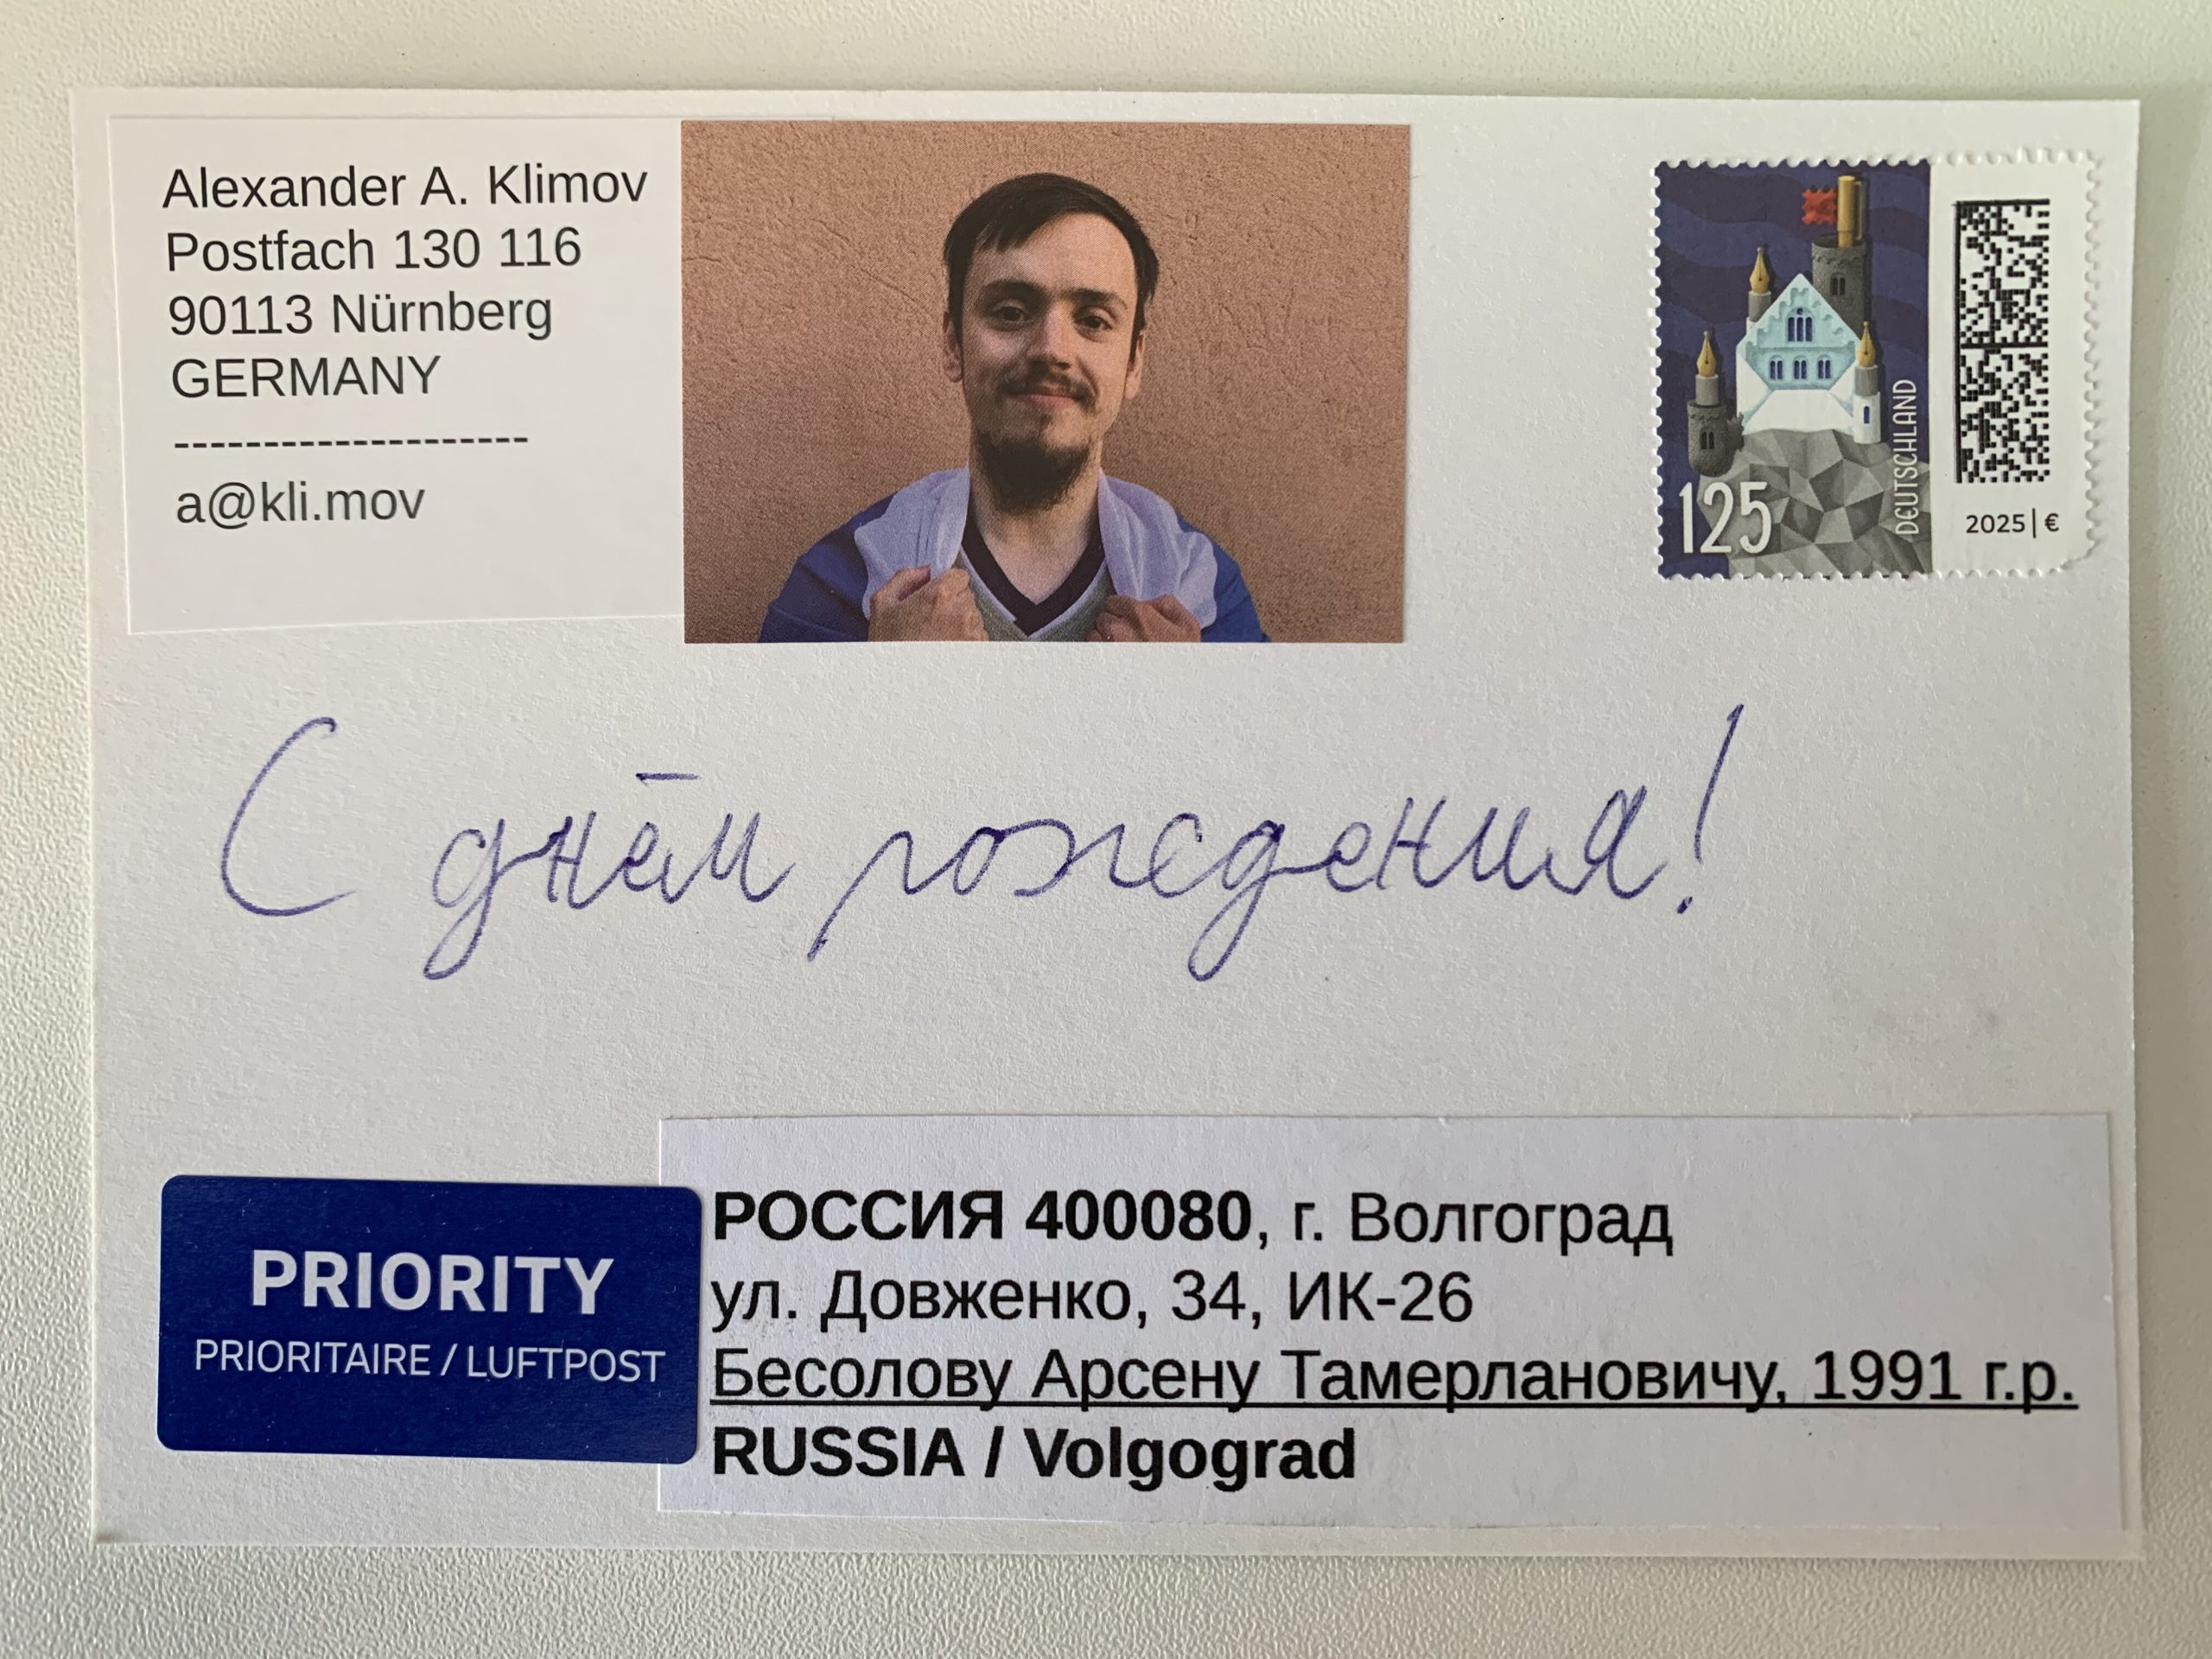 Alexander A. Klimov
Postfach 130 116
90113 Nürnberg
GERMANY
--------------------
a@kli.mov
125
DEUTSCHLAND
2025|€
С днём рождения!
PRIORITY
PRIORITAIRE / LUFTPOST
РОССИЯ 400080, г. Волгоград
ул. Довженко, 34, ИК-26
Бесолову Арсену Тамерлановичу, 1991 г.р.
RUSSIA / Volgograd